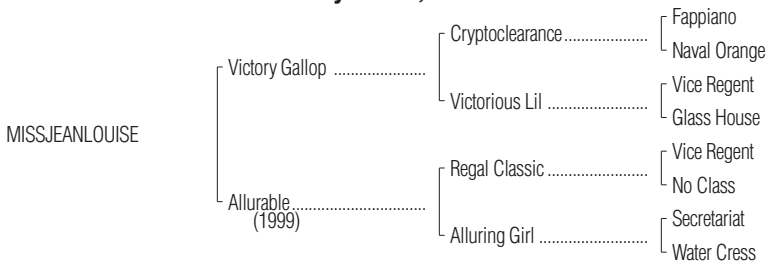 Fappiano
Cryptoclearance....................
Naval Orange
Victory Gallop ......................
Vice Regent
Victorious Lil ........................
Glass House
MISSJEANLOUISE
Vice Regent
Regal Classic ........................
No Class
Allurable................................
(1999)
Secretariat
Alluring Girl ..........................
Water Cress